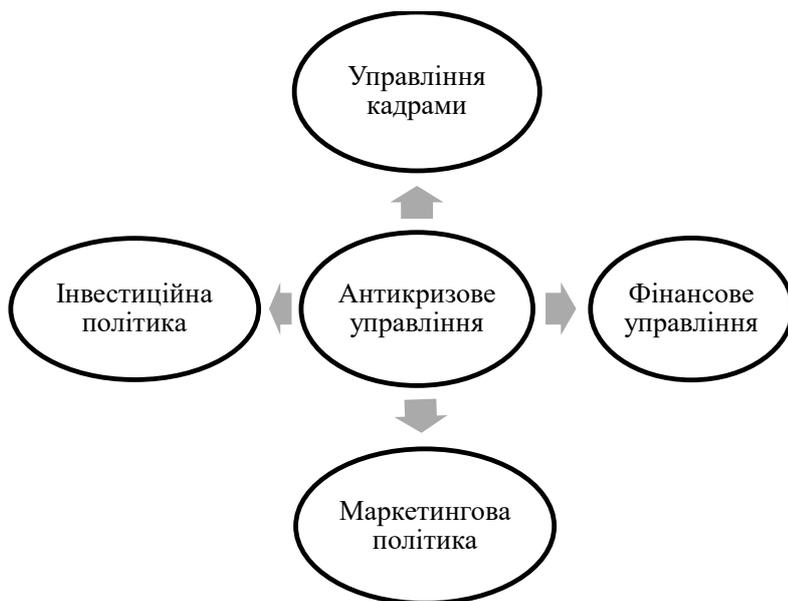 Управління
кадрами
Інвестиційна
політика
Антикризове
управління
Фінансове
управління
Маркетингова
політика